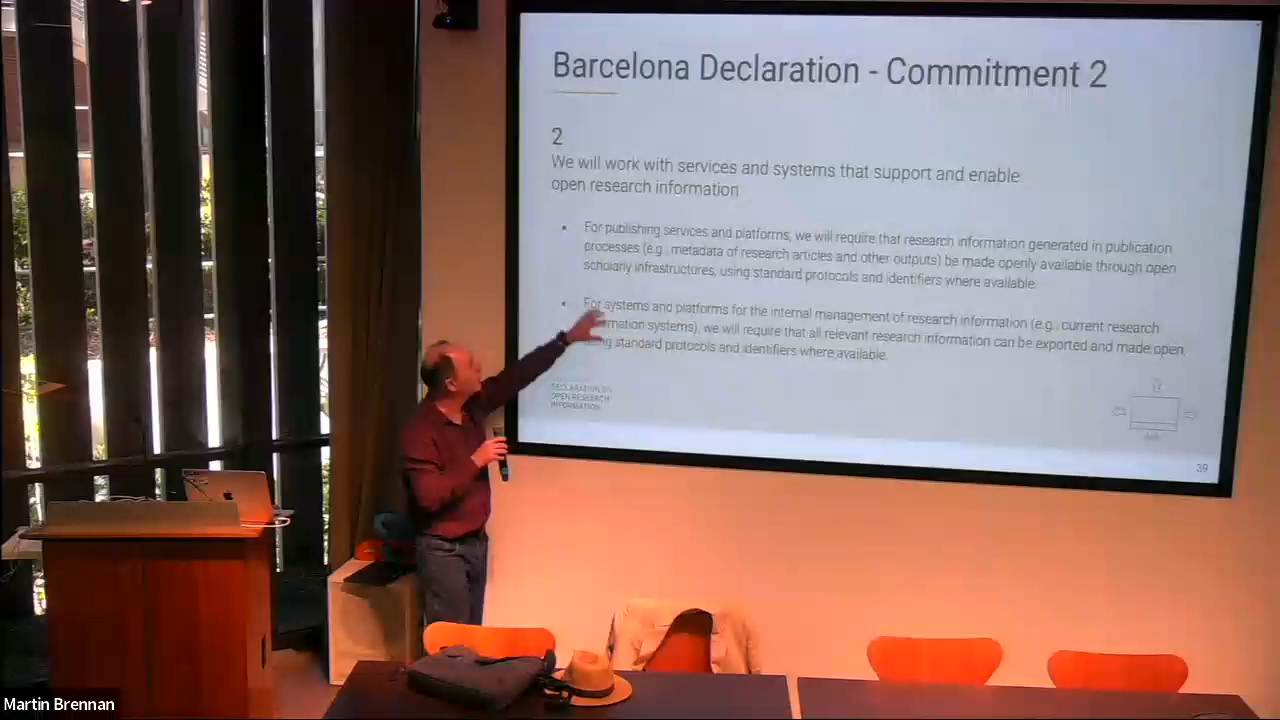 Barcelona Declaration - Commitment 2
2
We will work with services and systems that support and enable
open research information
• For publishing services and platforms, we will require that research information generated in publication
processes (e.g., metadata of research articles and other outputs) be made openly available through open
scholarly infrastructures, using standard protocols and identifiers where available.
• For systems and platforms for the internal management of research information (e.g., current research
rmation systems), we will require that all relevant research information can be exported and made open,
using standard protocols and identifiers where available.
DECLARATION ON
OPEN RESEARCH
INFORMATION
39
Martin Brennan